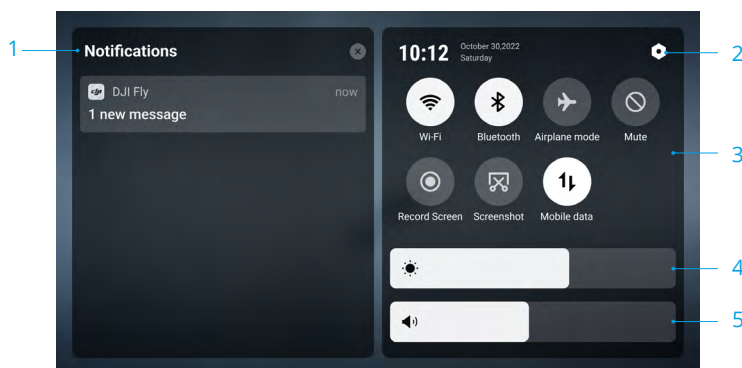 1
Notifications
DJI Fly
now
1 new message
10:12
October 30,2022
Saturday
2
Wi-Fi
Bluetooth
Airplane mode
Mute
3
Record Screen
Screenshot
Mobile data
4
5